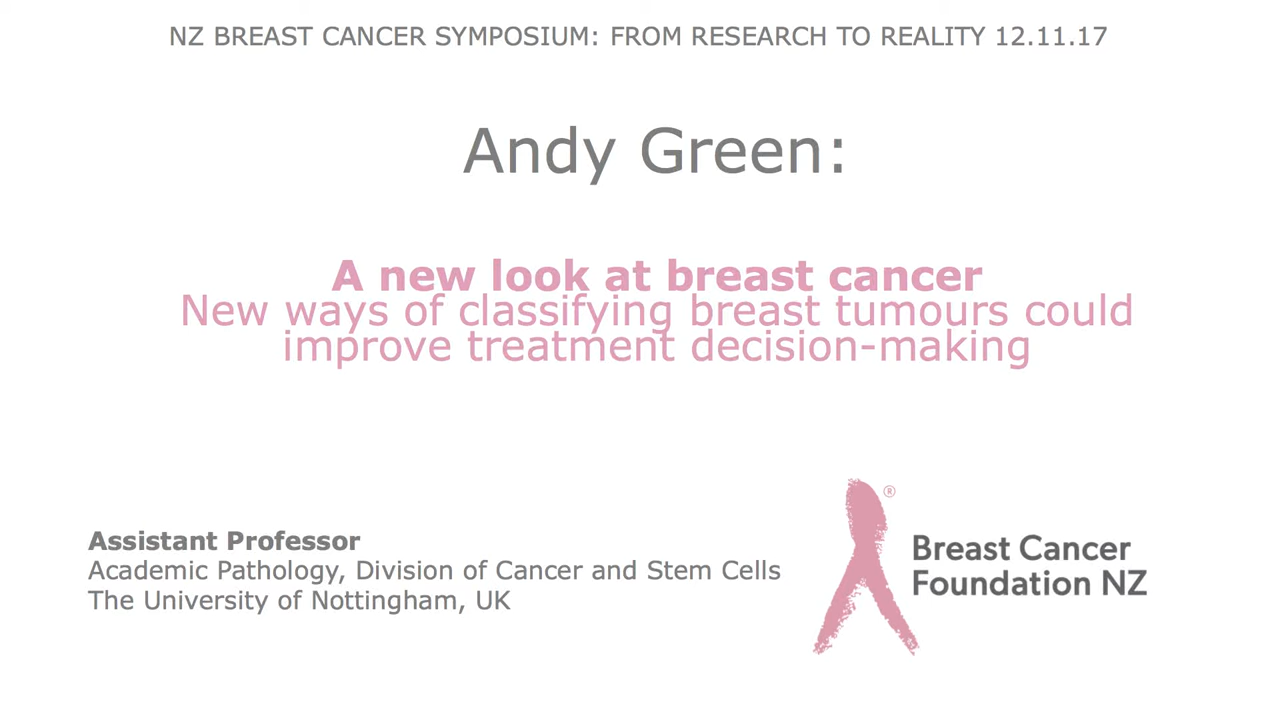 NZ BREAST CANCER SYMPOSIUM: FROM RESEARCH TO REALITY 12.11.17
Andy Green:
A new look at breast cancer
New ways of classifying breast tumours could
improve treatment decision-making
Assistant Professor
Academic Pathology, Division of Cancer and Stem Cells
The University of Nottingham, UK
®
Breast Cancer
Foundation NZ